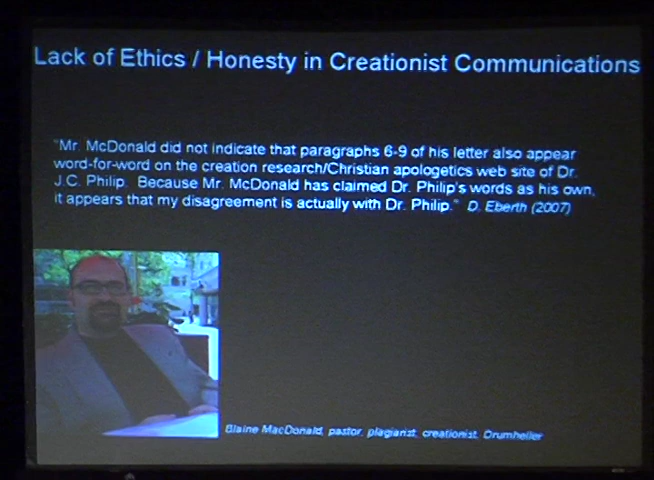 Lack of Ethics / Honesty in Creationist Communications
"Mr. McDonald did not indicate that paragraphs 6-9 of his letter also appear
word-for-word on the creation research/Christian apologetics web site of Dr.
J.C. Philip. Because Mr. McDonald has claimed Dr. Philip's words as his own,
it appears that my disagreement is actually with Dr. Philip." D. Eberth (2007)
Blaine MacDonald, pastor, plagiarist, creationist, Drumheller